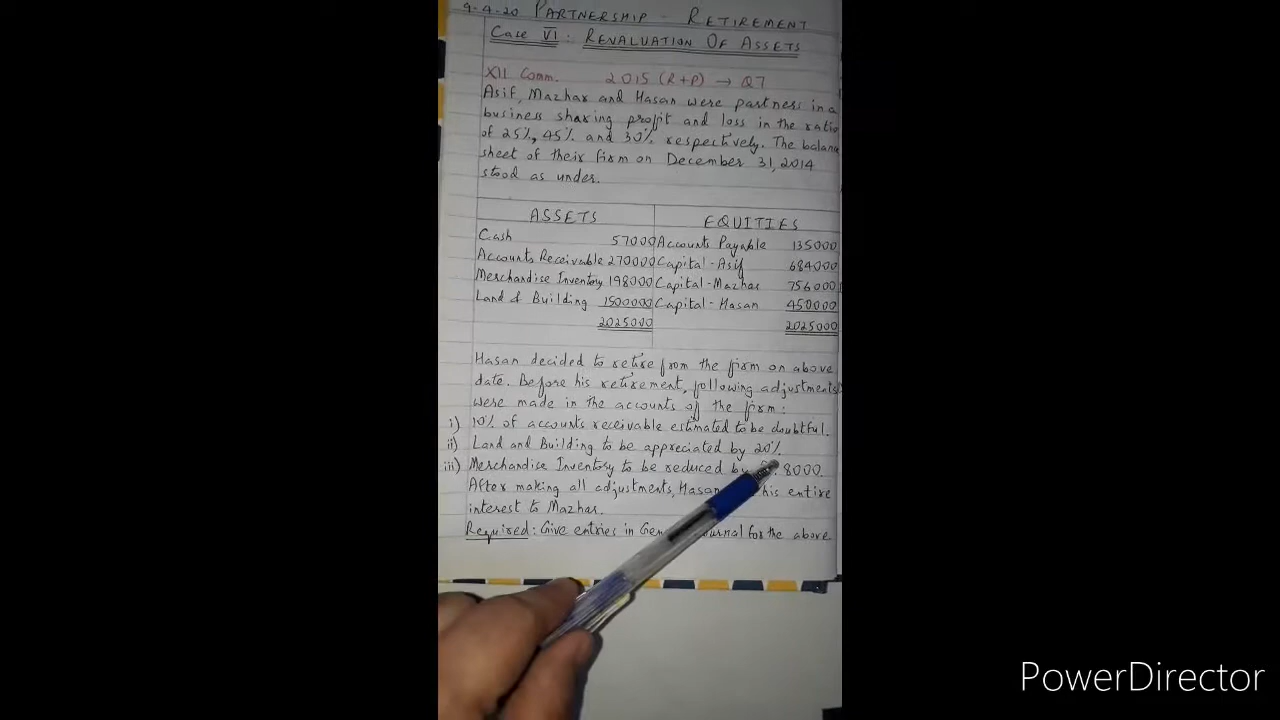 9-4-20 PARTNERSHIP - RETIREMENT
Case VI : REVALUATION OF ASSETS
XII Comm. 2015 (R+P) → Q7
Asif, Mazhar and Hasan were partners in a
business sharing profit and loss in the ratio
of 25%, 45% and 30% respectively. The balance
sheet of their firm on December 31, 2014
stood as under.
ASSETS EQUITIES
Cash 57000 Accounts Payable 135000
Accounts Receivable 270000 Capital-Asif 684000
Merchandise Inventory 198000 Capital-Mazhar 756000
Land & Building 1500000 Capital-Hasan 450000
2025000 2025000
Hasan decided to retire from the firm on above
date. Before his retirement, following adjustments
were made in the accounts of the firm:
i) 10% of accounts receivable estimated to be doubtful.
ii) Land and Building to be appreciated by 20%.
iii) Merchandise Inventory to be reduced by 8000.
After making all adjustments, Hasan his entire
interest to Mazhar.
Required: Give entries in for the above
PowerDirector